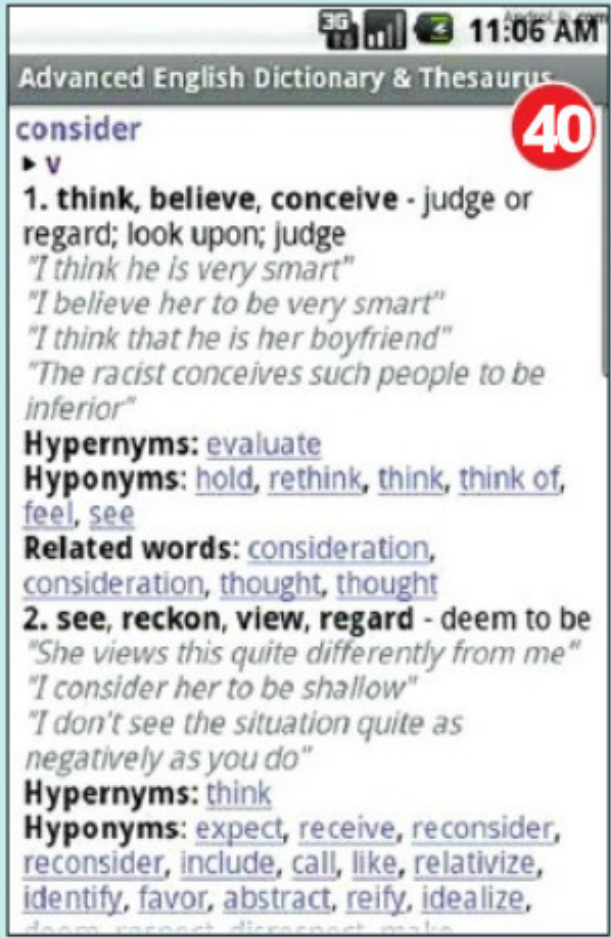 3G
11:06 AM
Advanced English Dictionary & Thesaurus
40
consider
▸ v
1. think, believe, conceive - judge or
regard; look upon; judge
"I think he is very smart"
"I believe her to be very smart"
"I think that he is her boyfriend"
"The racist conceives such people to be
inferior"
Hypernyms: evaluate
Hyponyms: hold, rethink, think, think of,
feel, see
Related words: consideration,
consideration, thought, thought
2. see, reckon, view, regard - deem to be
"She views this quite differently from me"
"I consider her to be shallow"
"I don't see the situation quite as
negatively as you do"
Hypernyms: think
Hyponyms: expect, receive, reconsider,
reconsider, include, call, like, relativize,
identify, favor, abstract, reify, idealize,
deem, respect, disrespect, make